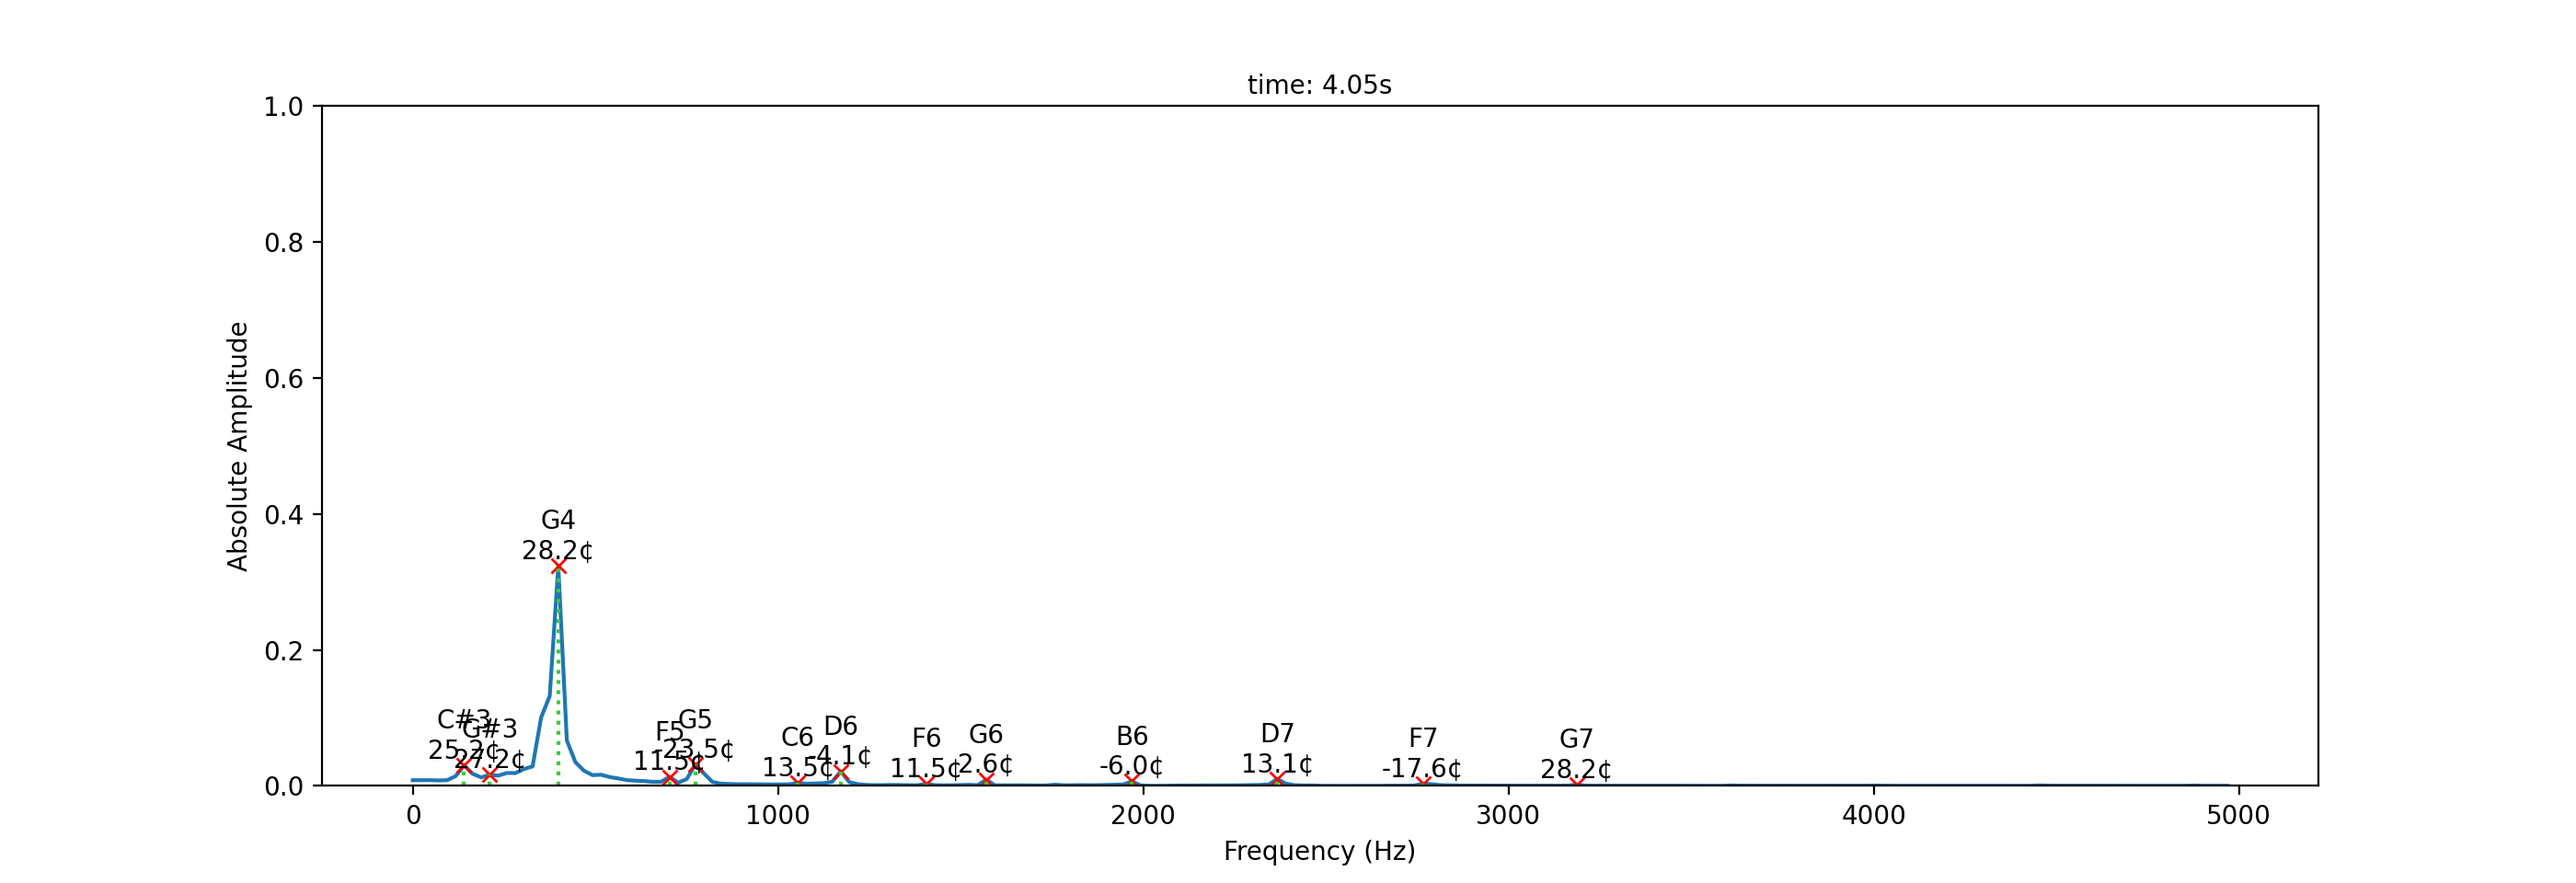 time: 4.05s
1.0
0.8
0.6
0.4
0.2
0.0
Absolute Amplitude
G4
28.2¢
C#3
25.2¢
G#3
27.2¢
F5
11.5¢
G5
-23.5¢
C6
13.5¢
D6
-4.1¢
F6
11.5¢
G6
2.6¢
B6
-6.0¢
D7
13.1¢
F7
-17.6¢
G7
28.2¢
0
1000
2000
3000
4000
5000
Frequency (Hz)